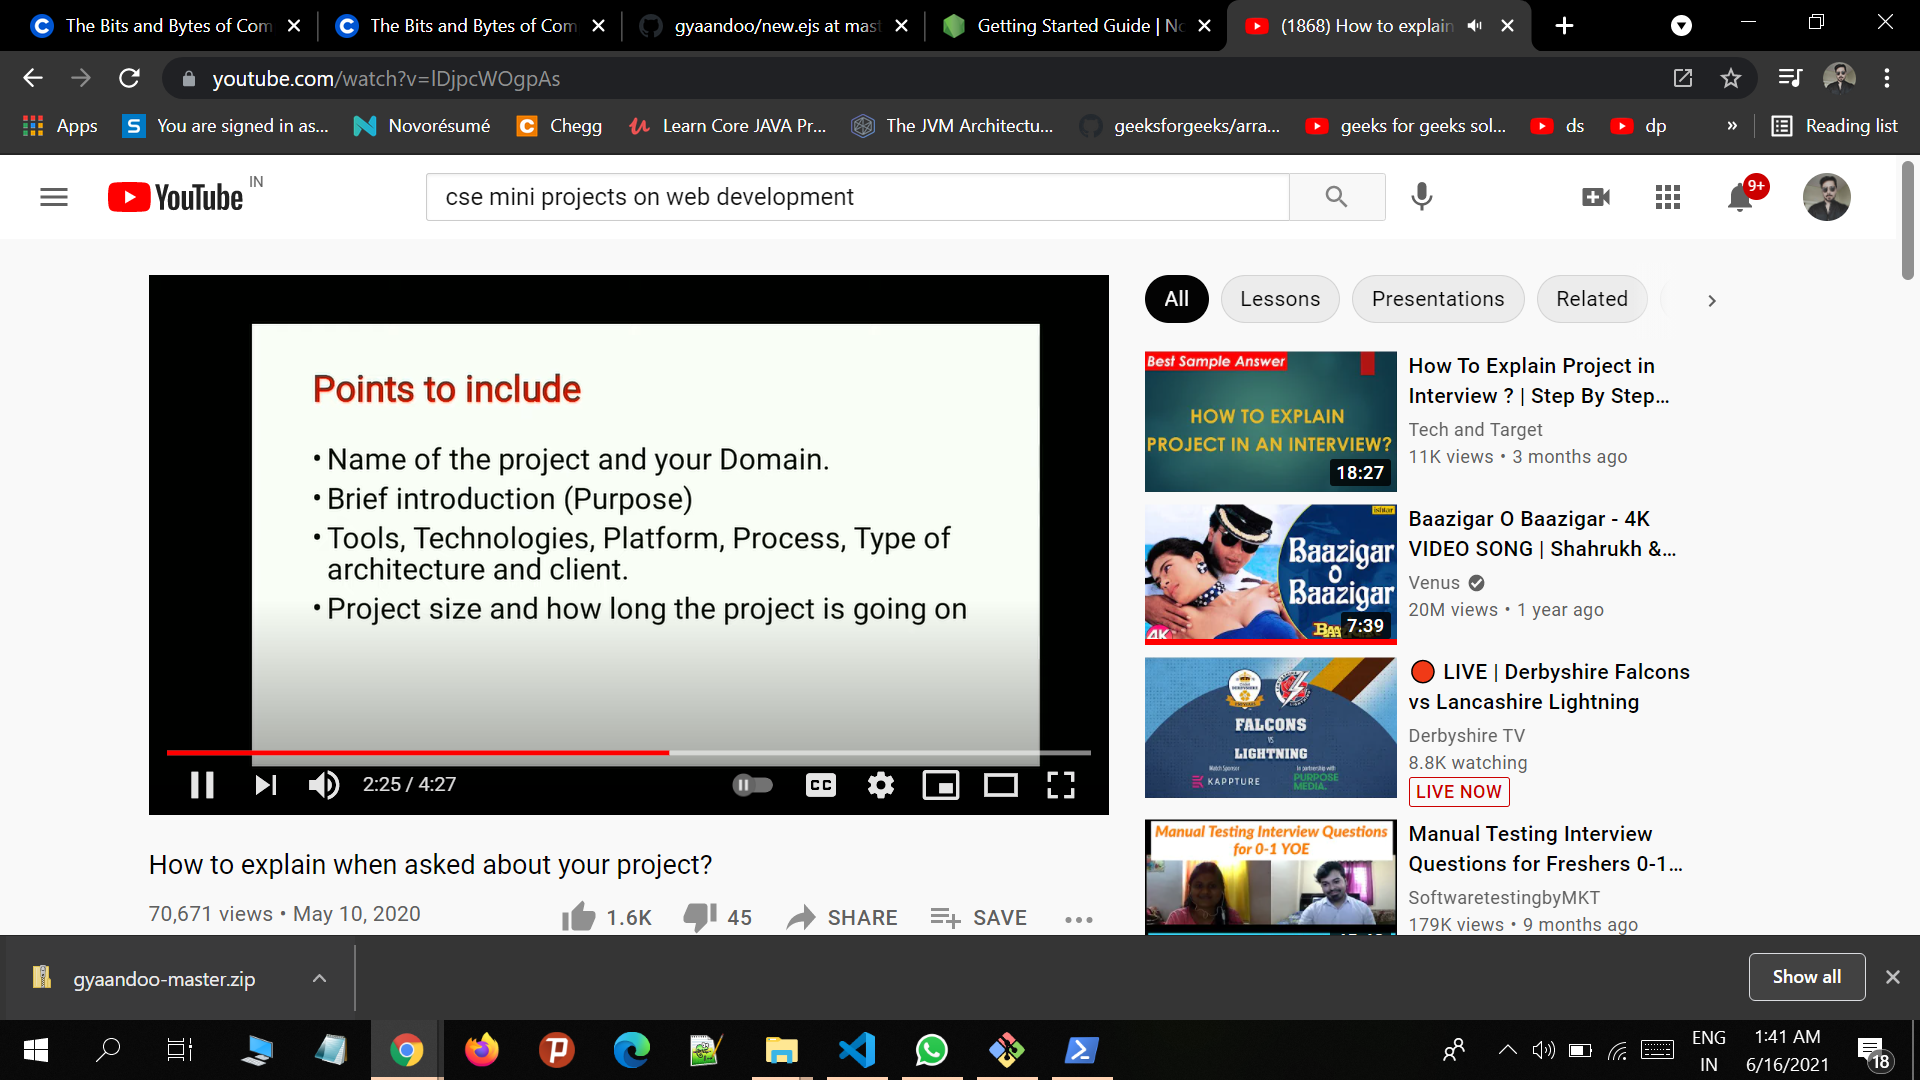 The Bits and Bytes of Com
The Bits and Bytes of Com
gyaandoo/new.ejs at mast
Getting Started Guide | No
(1868) How to explain
youtube.com/watch?v=lDjpcWOgpAs
Apps
You are signed in as...
Novorésumé
Chegg
Learn Core JAVA Pr...
The JVM Architectu...
geeksforgeeks/arra...
geeks for geeks sol...
ds
dp
»
Reading list
YouTube IN
cse mini projects on web development
9+
Points to include
• Name of the project and your Domain.
• Brief introduction (Purpose)
• Tools, Technologies, Platform, Process, Type of
architecture and client.
• Project size and how long the project is going on
2:25 / 4:27
CC
How to explain when asked about your project?
70,671 views • May 10, 2020
1.6K
45
SHARE
SAVE
All
Lessons
Presentations
Related
Best Sample Answer
HOW TO EXPLAIN
PROJECT IN AN INTERVIEW?
18:27
How To Explain Project in
Interview ? | Step By Step...
Tech and Target
11K views • 3 months ago
ishtar
Baazigar
O
Baazigar
4K
7:39
Baazigar O Baazigar - 4K
VIDEO SONG | Shahrukh &...
Venus
20M views • 1 year ago
FALCONS
VS
LIGHTNING
Match Sponsor
KAPPTURE
In partnership with
PURPOSE
MEDIA.
🔴 LIVE | Derbyshire Falcons
vs Lancashire Lightning
Derbyshire TV
8.8K watching
LIVE NOW
Manual Testing Interview Questions
for 0-1 YOE
Manual Testing Interview
Questions for Freshers 0-1...
SoftwaretestingbyMKT
179K views • 9 months ago
gyaandoo-master.zip
Show all
ENG
IN
1:41 AM
6/16/2021
18